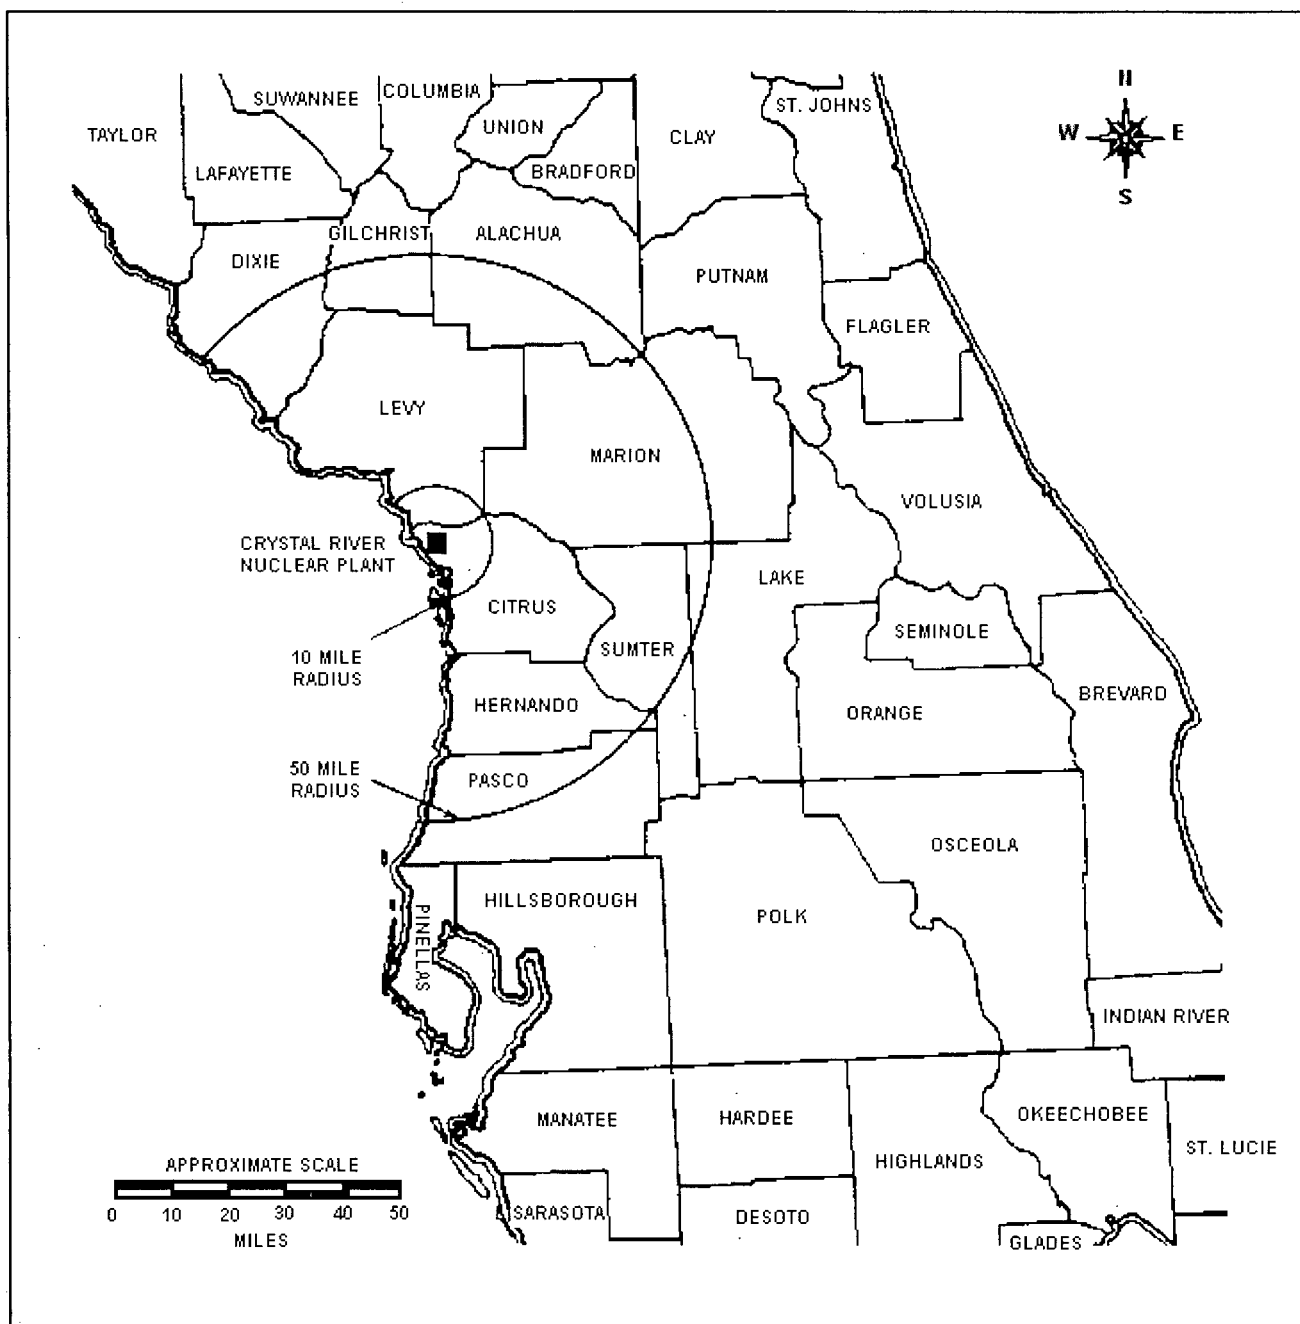 N
W E
S
SUWANNEE
COLUMBIA
UNION
ST. JOHNS
TAYLOR
CLAY
LAFAYETTE
BRADFORD
GILCHRIST
ALACHUA
DIXIE
PUTNAM
FLAGLER
LEVY
MARION
VOLUSIA
CRYSTAL RIVER
NUCLEAR PLANT
LAKE
CITRUS
SEMINOLE
SUMTER
10 MILE
RADIUS
BREVARD
HERNANDO
ORANGE
50 MILE
RADIUS
PASCO
OSCEOLA
HILLSBOROUGH
POLK
PINELLAS
INDIAN RIVER
MANATEE
HARDEE
OKEECHOBEE
ST. LUCIE
HIGHLANDS
APPROXIMATE SCALE
0 10 20 30 40 50
MILES
SARASOTA
DESOTO
GLADES